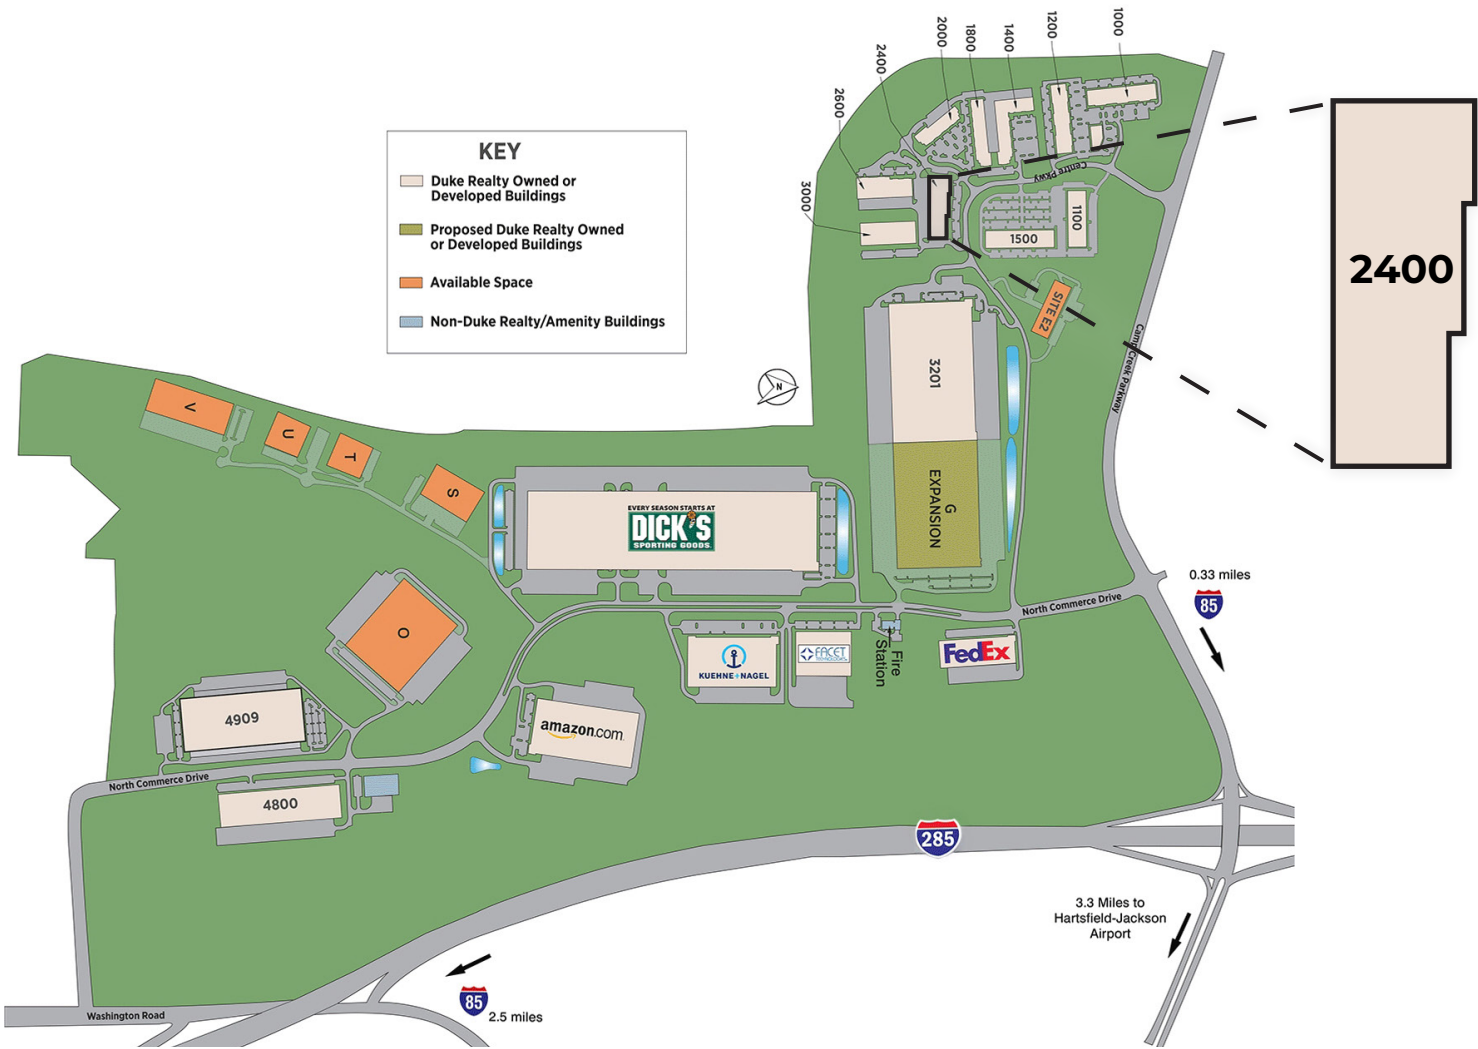 1000
1200
1400
1800
2000
2400
2600
3000
KEY
Duke Realty Owned or
Developed Buildings
Proposed Duke Realty Owned
or Developed Buildings
Available Space
Non-Duke Realty/Amenity Buildings
Centre Pkwy
1100
1500
2400
SITE E2
Camp Creek Parkway
3201
N
G
EXPANSION
V
U
T
S
EVERY SEASON STARTS AT
DICK'S
SPORTING GOODS
O
0.33 miles
85
North Commerce Drive
Fire
Station
FedEx
KUEHNE+NAGEL
FACET
4909
amazon.com
North Commerce Drive
4800
285
3.3 Miles to
Hartsfield-Jackson
Airport
85
2.5 miles
Washington Road